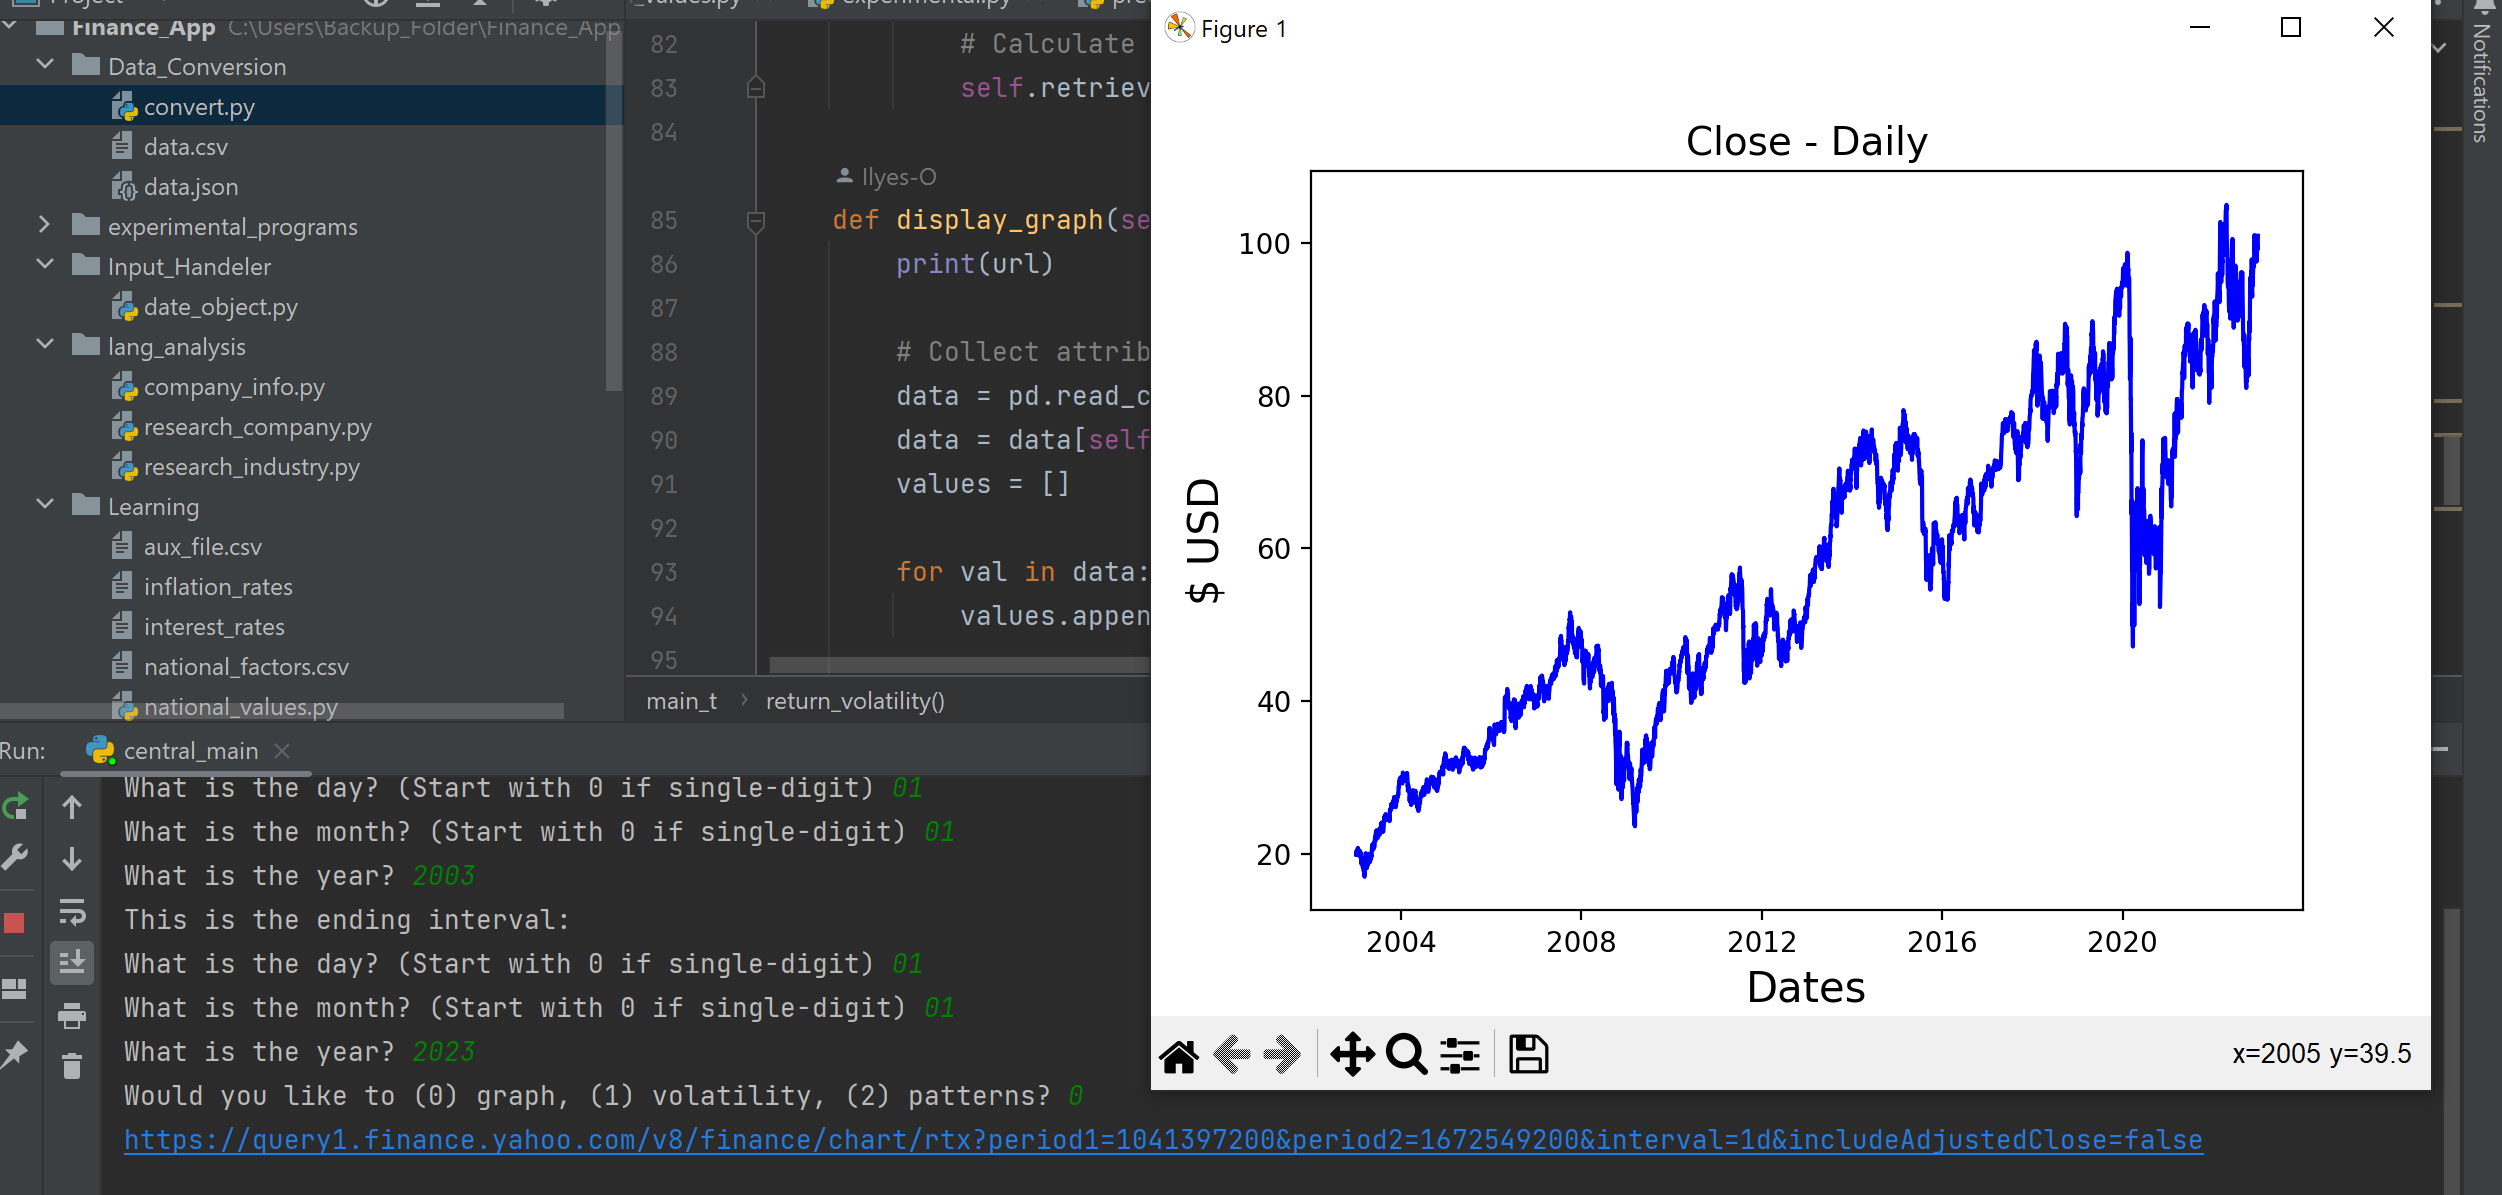 Project
Finance_App C:\Users\Backup_Folder\Finance_App
Data_Conversion
convert.py
data.csv
data.json
experimental_programs
Input_Handeler
date_object.py
lang_analysis
company_info.py
research_company.py
research_industry.py
Learning
aux_file.csv
inflation_rates
interest_rates
national_factors.csv
national_values.py
_values.py
experimental.py
82 # Calculate
83 self.retriev
84
Ilyes-O
85 def display_graph(se
86 print(url)
87
88 # Collect attrib
89 data = pd.read_c
90 data = data[self
91 values = []
92
93 for val in data:
94 values.appen
95
main_t > return_volatility()
Notifications
Figure 1
Close - Daily
$ USD
100
80
60
40
20
2004 2008 2012 2016 2020
Dates
x=2005 y=39.5
Run: central_main
What is the day? (Start with 0 if single-digit) 01
What is the month? (Start with 0 if single-digit) 01
What is the year? 2003
This is the ending interval:
What is the day? (Start with 0 if single-digit) 01
What is the month? (Start with 0 if single-digit) 01
What is the year? 2023
Would you like to (0) graph, (1) volatility, (2) patterns? 0
https://query1.finance.yahoo.com/v8/finance/chart/rtx?period1=1041397200&period2=1672549200&interval=1d&includeAdjustedClose=false